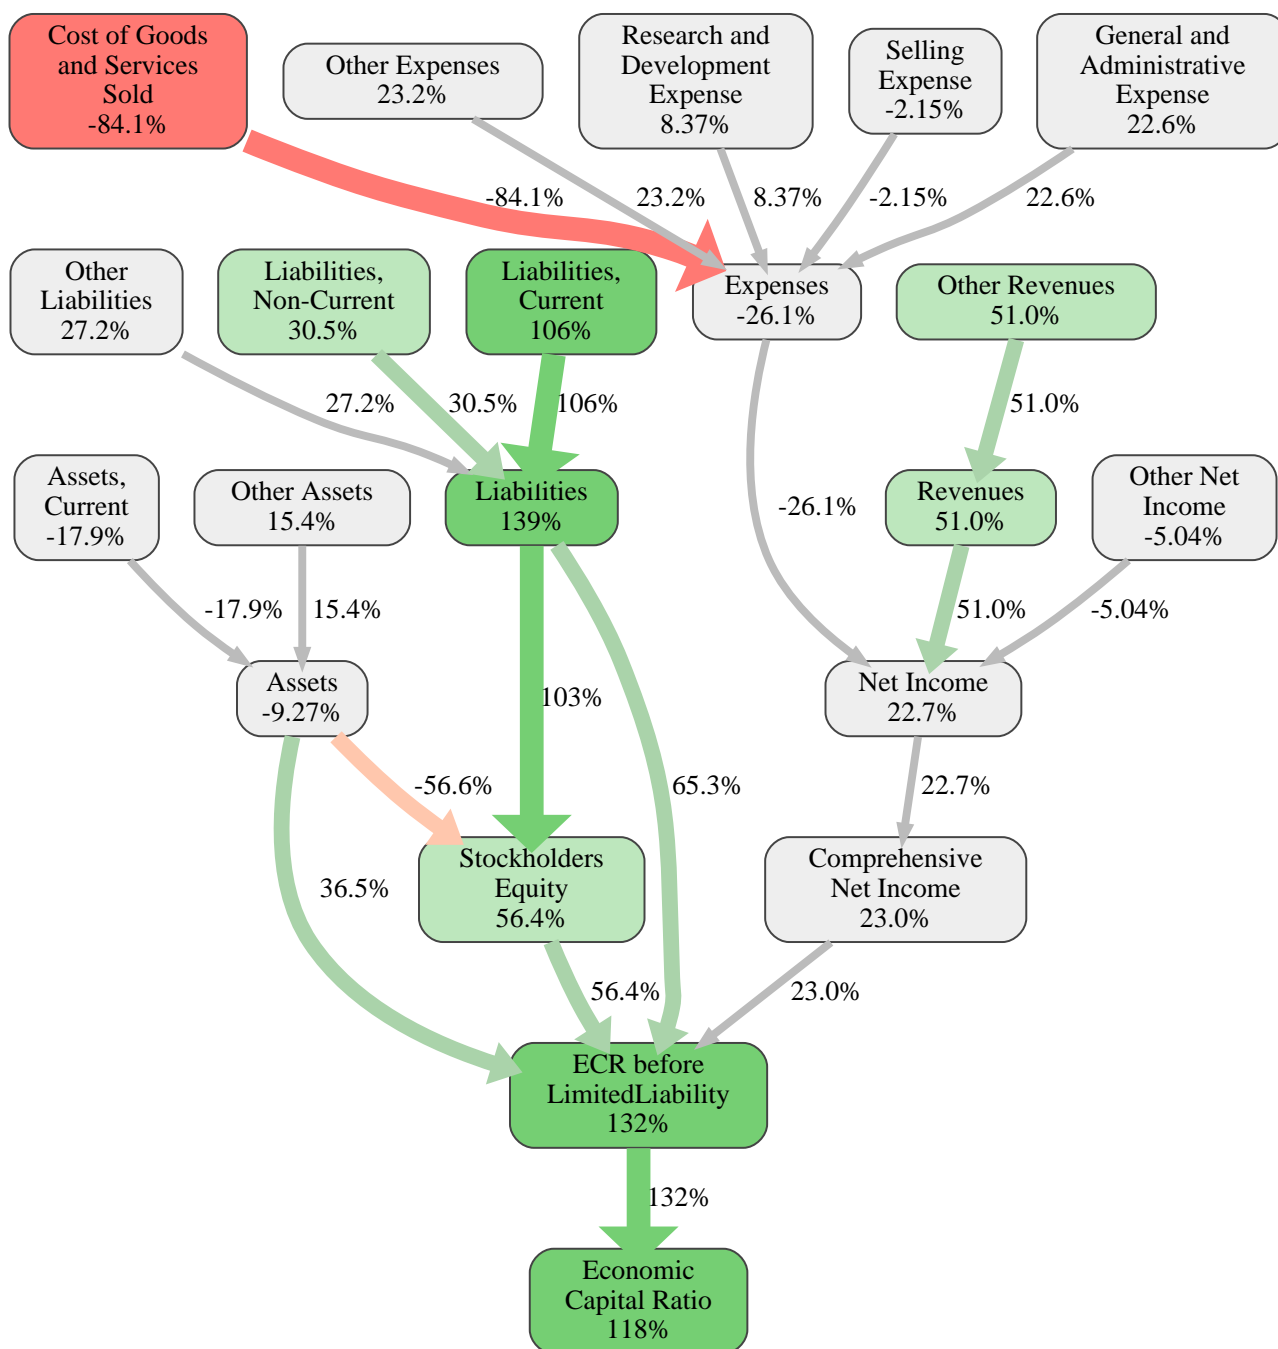 Cost of Goods
and Services
Sold
-84.1%
Other Expenses
23.2%
Research and
Development
Expense
8.37%
Selling
Expense
-2.15%
General and
Administrative
Expense
22.6%
-84.1%
23.2%
8.37%
-2.15%
22.6%
Other
Liabilities
27.2%
Liabilities,
Non-Current
30.5%
Liabilities,
Current
106%
Expenses
-26.1%
Other Revenues
51.0%
27.2%
30.5%
106%
51.0%
Assets,
Current
-17.9%
Other Assets
15.4%
Liabilities
139%
-26.1%
Revenues
51.0%
Other Net
Income
-5.04%
-17.9%
15.4%
51.0%
-5.04%
Assets
-9.27%
103%
Net Income
22.7%
-56.6%
65.3%
22.7%
36.5%
Stockholders
Equity
56.4%
Comprehensive
Net Income
23.0%
56.4%
23.0%
ECR before
LimitedLiability
132%
132%
Economic
Capital Ratio
118%